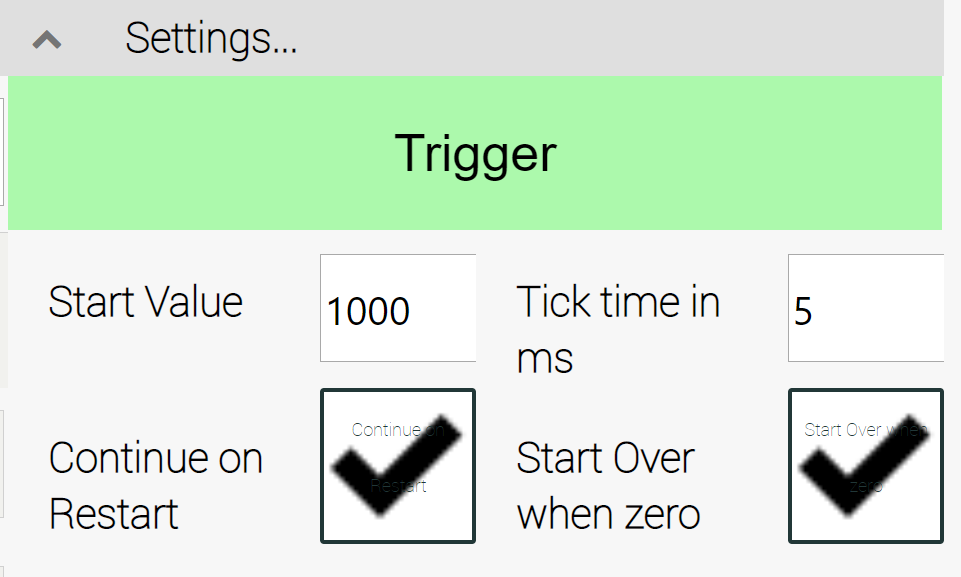 Settings...
Trigger
Start Value
1000
Tick time in
ms
5
Continue on
Restart
Continue on
Restart
Start Over
when zero
Start Over when
zero